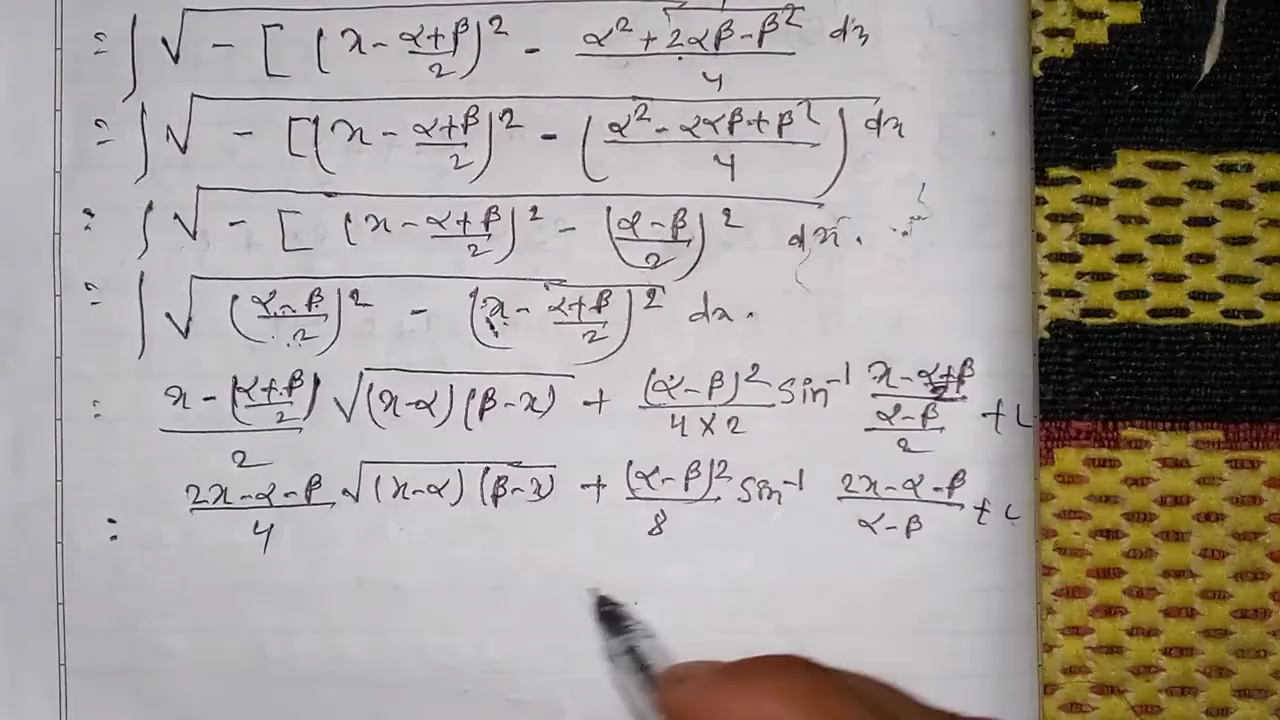 = ∫ √ - [ (x - α+β/2)² - α²+2αβ-β²/4 dx
= ∫ √ - [(x - α+β/2)² - (α²-2αβ+β²/4) dx
= ∫ √ - [ (x - α+β/2)² - (α-β/2)² dx.
= ∫ √ (α-β/2)² - (x - α+β/2)² dx.
= x-(α+β/2)/2 √(x-α)(β-x) + (α-β)²/4×2 sin⁻¹ x-α+β/2 / α-β/2 + C
= 2x-α-β/4 √(x-α)(β-x) + (α-β)²/8 sin⁻¹ 2x-α-β/α-β + C